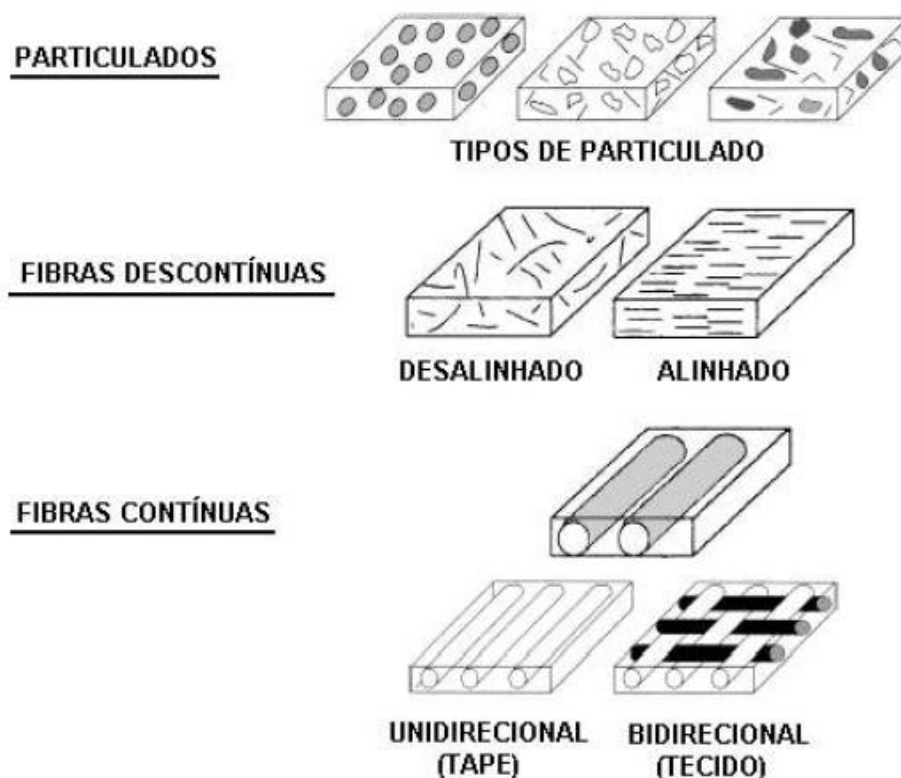 PARTICULADOS
TIPOS DE PARTICULADO
FIBRAS DESCONTÍNUAS
DESALINHADO
ALINHADO
FIBRAS CONTÍNUAS
UNIDIRECIONAL
(TAPE)
BIDIRECIONAL
(TECIDO)